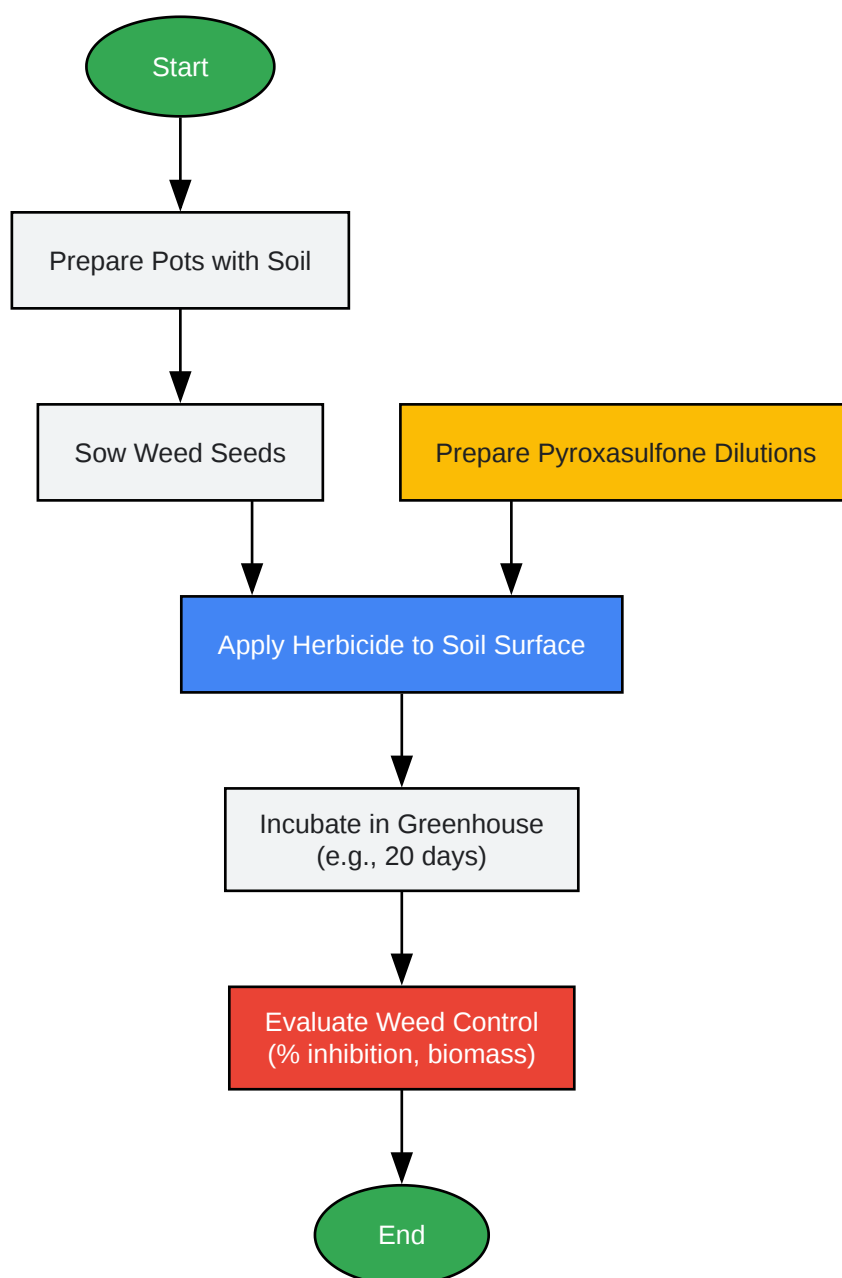 Start
Prepare Pots with Soil
Sow Weed Seeds
Prepare Pyroxasulfone Dilutions
Apply Herbicide to Soil Surface
Incubate in Greenhouse
(e.g., 20 days)
Evaluate Weed Control
(% inhibition, biomass)
End